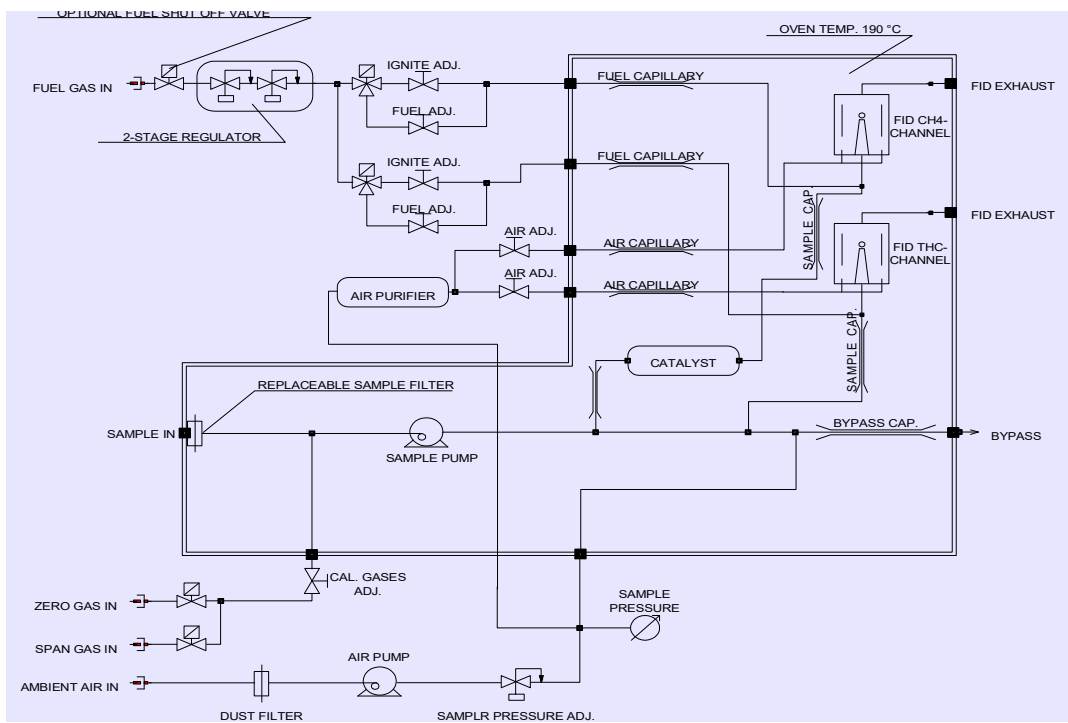 OPTIONAL FUEL SHUT OFF VALVE
OVEN TEMP. 190 °C
IGNITE ADJ.
FUEL CAPILLARY
FUEL GAS IN
FID EXHAUST
FUEL ADJ.
FID CH4-
CHANNEL
2-STAGE REGULATOR
IGNITE ADJ.
FUEL CAPILLARY
FUEL ADJ.
SAMPLE CAP.
FID EXHAUST
AIR ADJ.
AIR CAPILLARY
FID THC-
CHANNEL
AIR ADJ.
AIR CAPILLARY
AIR PURIFIER
SAMPLE CAP.
CATALYST
REPLACEABLE SAMPLE FILTER
BYPASS CAP.
SAMPLE IN
BYPASS
SAMPLE PUMP
CAL. GASES
ADJ.
ZERO GAS IN
SAMPLE
PRESSURE
SPAN GAS IN
AIR PUMP
AMBIENT AIR IN
DUST FILTER
SAMPLR PRESSURE ADJ.